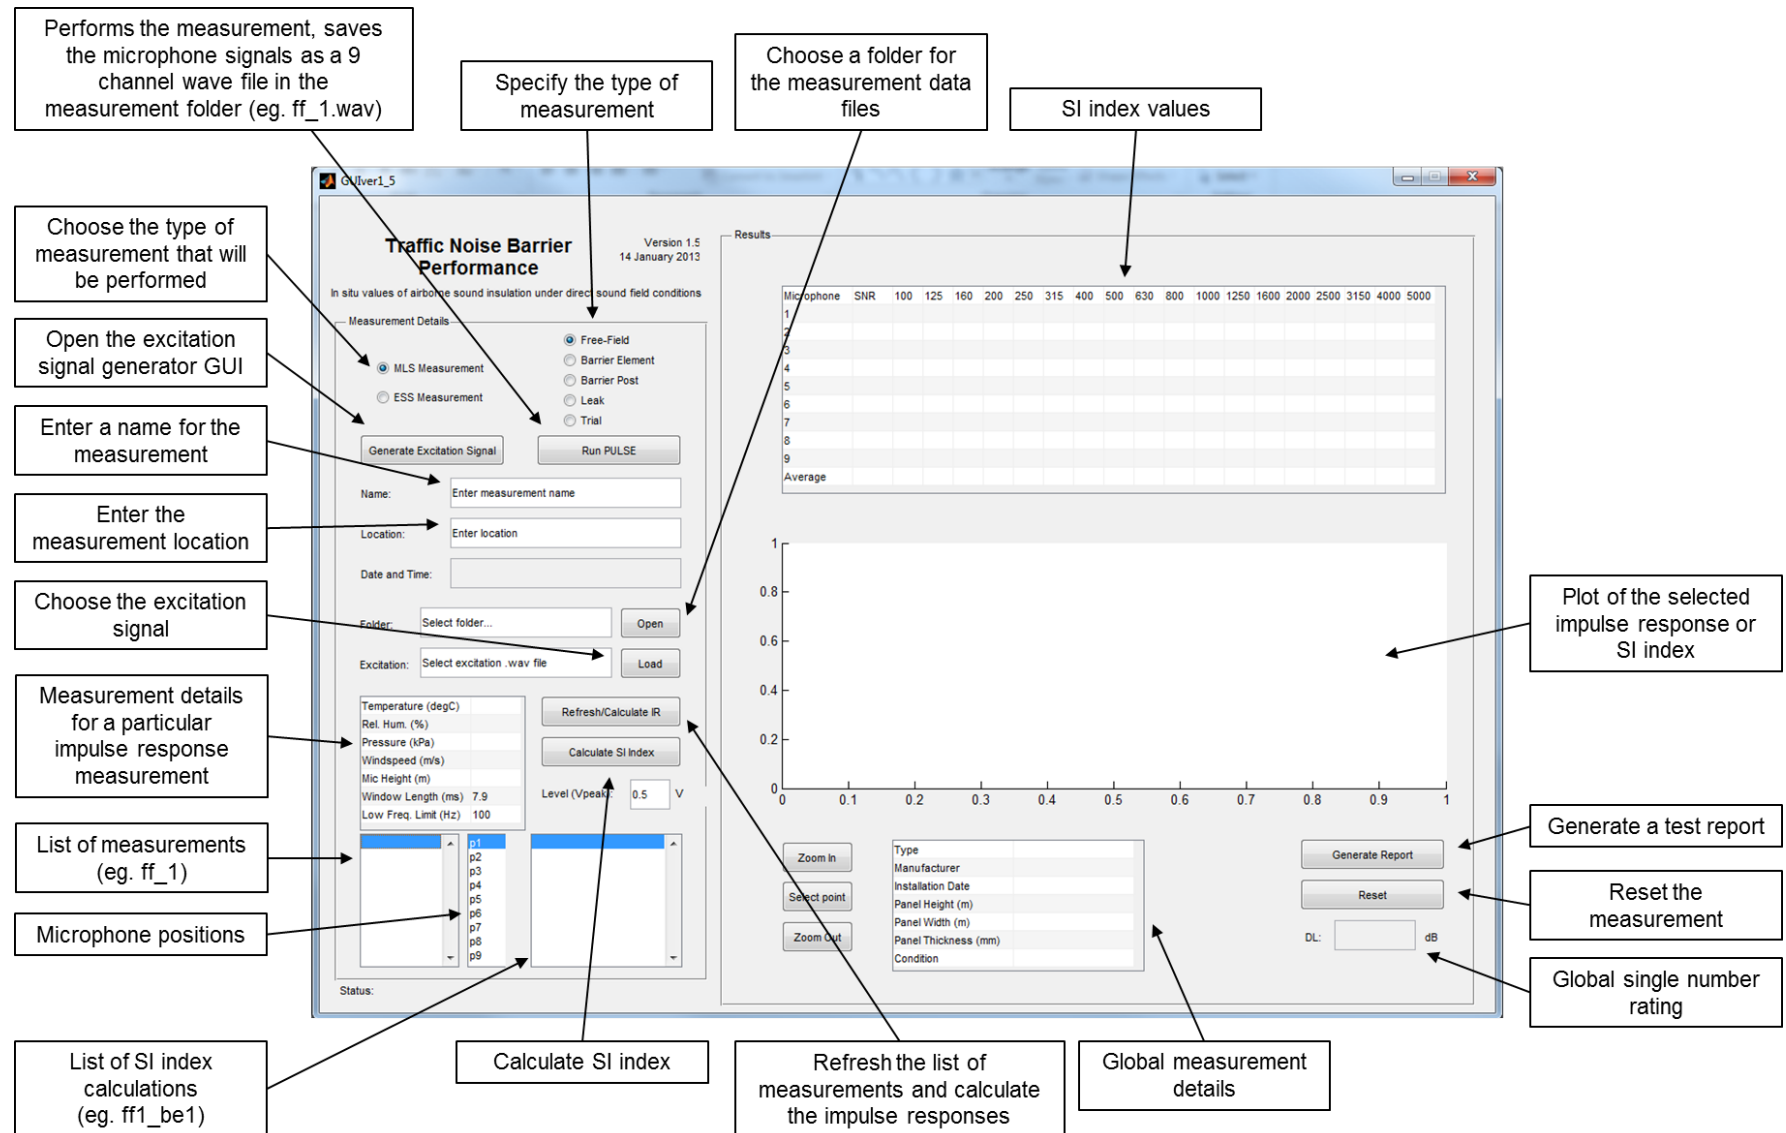 Performs the measurement, saves
the microphone signals as a 9
channel wave file in the
measurement folder (eg. ff_1.wav)
Specify the type of
measurement
Choose a folder for
the measurement data
files
SI index values
Choose the type of
measurement that will
be performed
Open the excitation
signal generator GUI
Enter a name for the
measurement
Enter the
measurement location
Choose the excitation
signal
Measurement details
for a particular
impulse response
measurement
List of measurements
(eg. ff_1)
Microphone positions
List of SI index
calculations
(eg. ff1_be1)
GUIver1_5
Traffic Noise Barrier
Performance
Version 1.5
14 January 2013
In situ values of airborne sound insulation under direct sound field conditions
Measurement Details
MLS Measurement
ESS Measurement
Free-Field
Barrier Element
Barrier Post
Leak
Trial
Generate Excitation Signal
Run PULSE
Name: Enter measurement name
Location: Enter location
Date and Time:
Folder: Select folder... Open
Excitation: Select excitation .wav file Load
Temperature (degC)
Rel. Hum. (%)
Pressure (kPa)
Windspeed (m/s)
Mic Height (m)
Window Length (ms) 7.9
Low Freq. Limit (Hz) 100
Refresh/Calculate IR
Calculate SI Index
Level (Vpeak): 0.5 V
p1
p2
p3
p4
p5
p6
p7
p8
p9
Status:
Results
Microphone SNR 100 125 160 200 250 315 400 500 630 800 1000 1250 1600 2000 2500 3150 4000 5000
1
2
3
4
5
6
7
8
9
Average
1
0.8
0.6
0.4
0.2
0
0 0.1 0.2 0.3 0.4 0.5 0.6 0.7 0.8 0.9 1
Zoom In
Select point
Zoom Out
Type
Manufacturer
Installation Date
Panel Height (m)
Panel Width (m)
Panel Thickness (mm)
Condition
Generate Report
Reset
DL: dB
Plot of the selected
impulse response or
SI index
Generate a test report
Reset the
measurement
Global single number
rating
Calculate SI index
Refresh the list of
measurements and calculate
the impulse responses
Global measurement
details